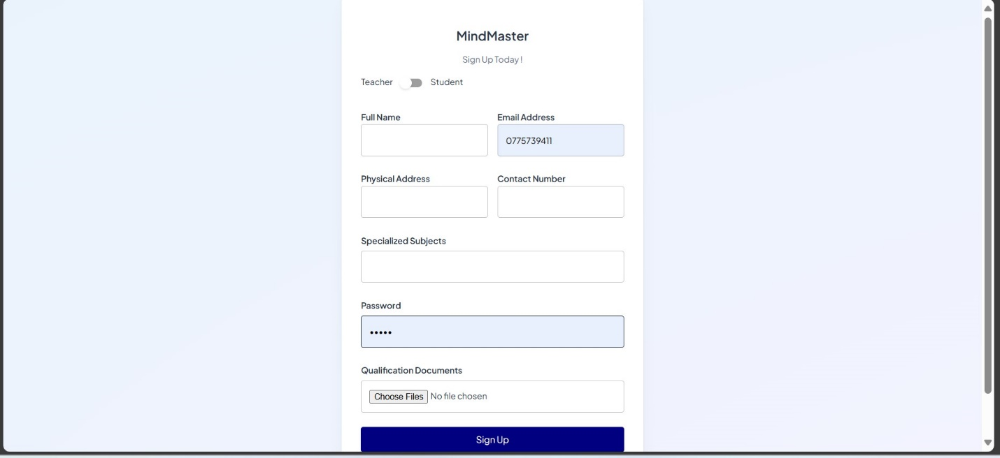 MindMaster
Sign Up Today !
Teacher Student
Full Name Email Address
0775739411
Physical Address Contact Number
Specialized Subjects
Password
•••••
Qualification Documents
Choose Files No file chosen
Sign Up